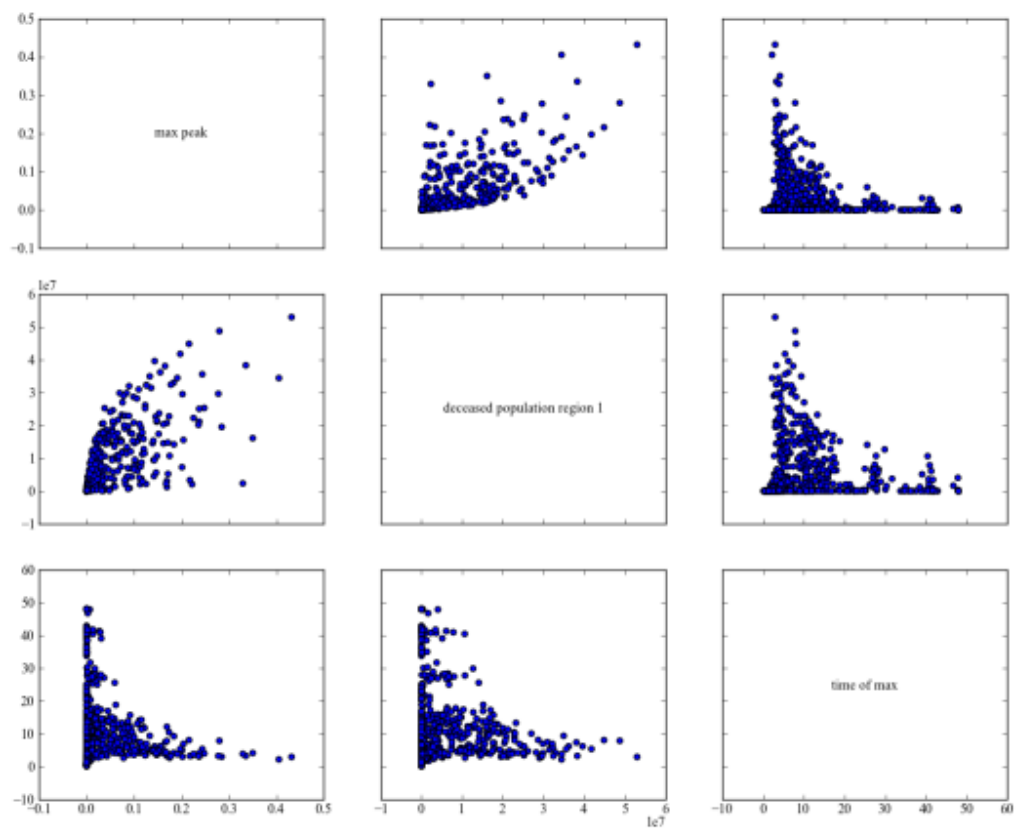 0.5
0.4
0.3
0.2
0.1
0.0
−0.1
max peak
1e7
6
5
4
3
2
1
0
−1
deceased population region 1
60
50
40
30
20
10
0
−10
time of max
−0.1 0.0 0.1 0.2 0.3 0.4 0.5
−1 0 1 2 3 4 5 6
1e7
−10 0 10 20 30 40 50 60